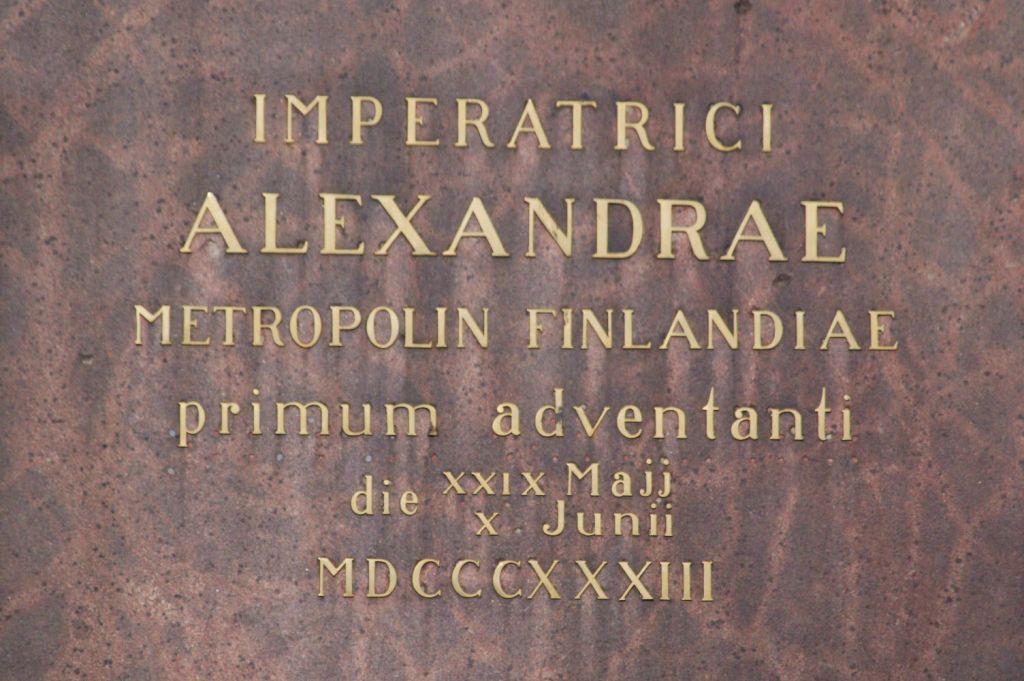 IMPERATRICI
ALEXANDRAE
METROPOLIN FINLANDIAE
primum adventanti
die XXIX Majj
X Junii
MDCCCXXXIII